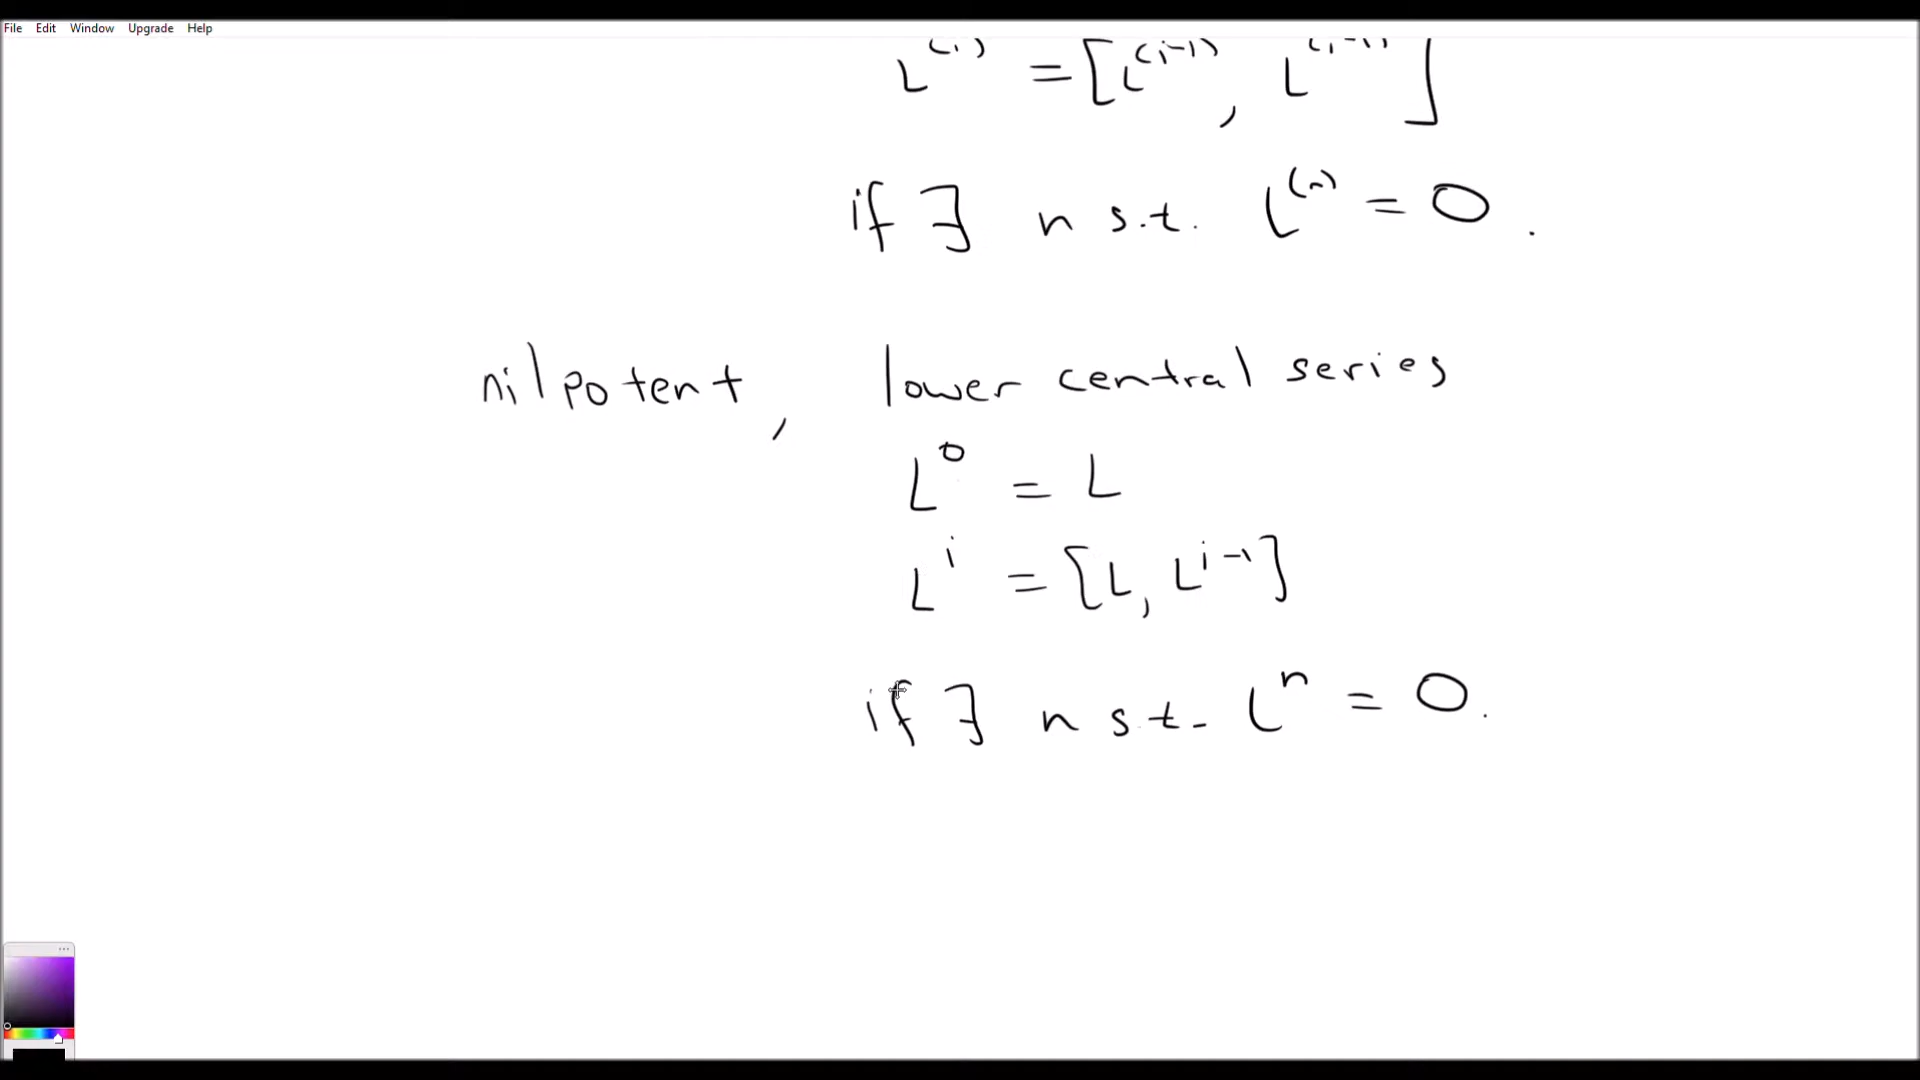 File Edit Window Upgrade Help
L^(i) = [L^(i-1), L^(i-1)]
if ∃ n s.t. L^(n) = 0.
nilpotent, lower central series
L^0 = L
L^i = [L, L^i-1]
if ∃ n s.t. L^n = 0.